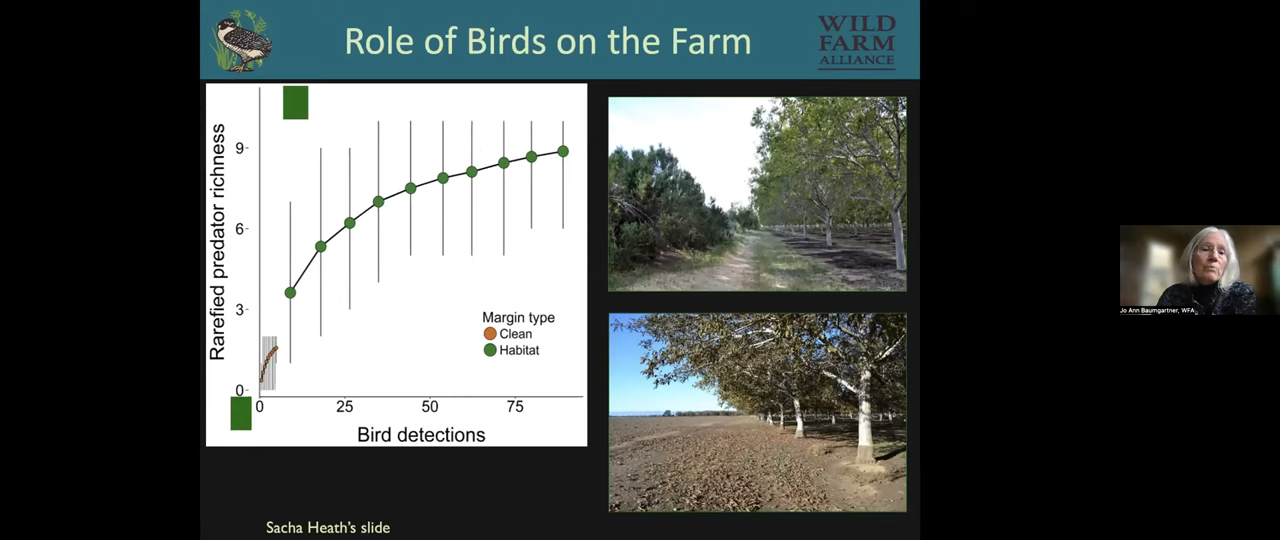 Role of Birds on the Farm
WILD
FARM
ALLIANCE
Rarefied predator richness
9
6
3
0
0 25 50 75
Bird detections
Margin type
Clean
Habitat
Sacha Heath's slide
Jo Ann Baumgartner, WFA